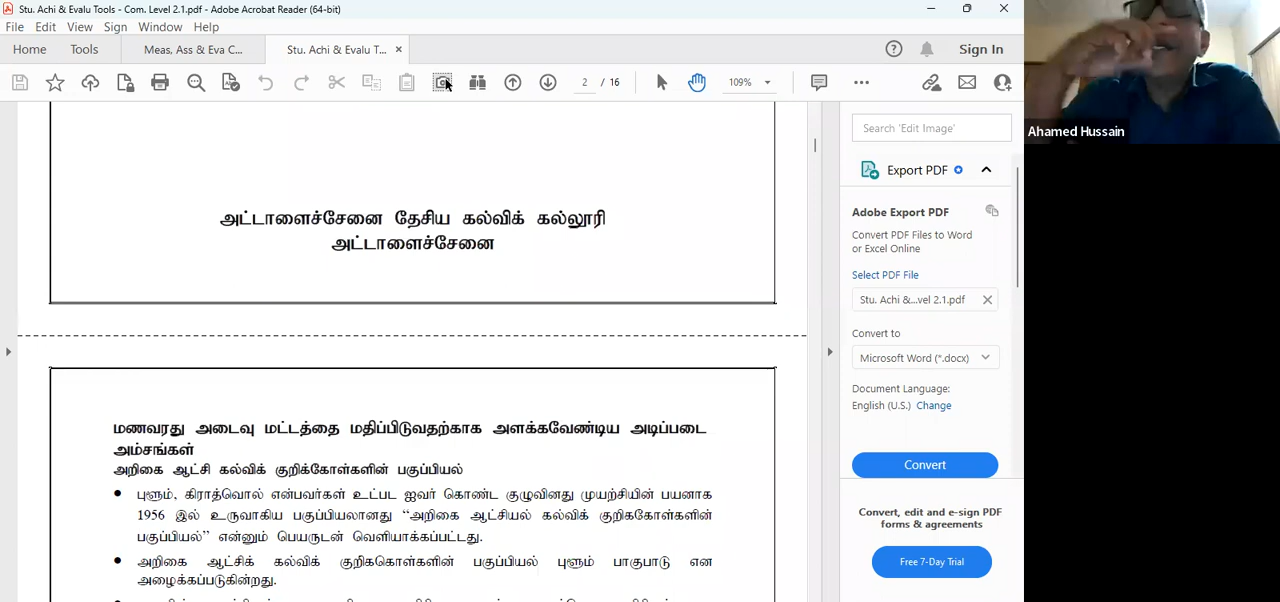 Stu. Achi & Evalu Tools - Com. Level 2.1.pdf - Adobe Acrobat Reader (64-bit)
File Edit View Sign Window Help
Home Tools Meas, Ass & Eva C... Stu. Achi & Evalu T... × Sign In
2 / 16 109%
அட்டாளைச்சேனை தேசிய கல்விக் கல்லூரி
அட்டாளைச்சேனை
மணவரது அடைவு மட்டத்தை மதிப்பிடுவதற்காக அளக்கவேண்டிய அடிப்படை
அம்சங்கள்
அறிகை ஆட்சி கல்விக் குறிக்கோள்களின் பகுப்பியல்
• புளூம், கிராத்வொல் என்பவர்கள் உட்பட ஐவர் கொண்ட குழுவினது முயற்சியின் பயனாக
1956 இல் உருவாகிய பகுப்பியலானது “அறிகை ஆட்சியல் கல்விக் குறிககோள்களின்
பகுப்பியல்” என்னும் பெயருடன் வெளியாக்கப்பட்டது.
• அறிகை ஆட்சிக் கல்விக் குறிககொள்களின் பகுப்பியல் புளூம் பாகுபாடு என
அழைக்கப்படுகின்றது.
Search 'Edit Image'
Export PDF
Adobe Export PDF
Convert PDF Files to Word
or Excel Online
Select PDF File
Stu. Achi &...vel 2.1.pdf
Convert to
Microsoft Word (*.docx)
Document Language:
English (U.S.) Change
Convert
Convert, edit and e-sign PDF
forms & agreements
Free 7-Day Trial
Ahamed Hussain